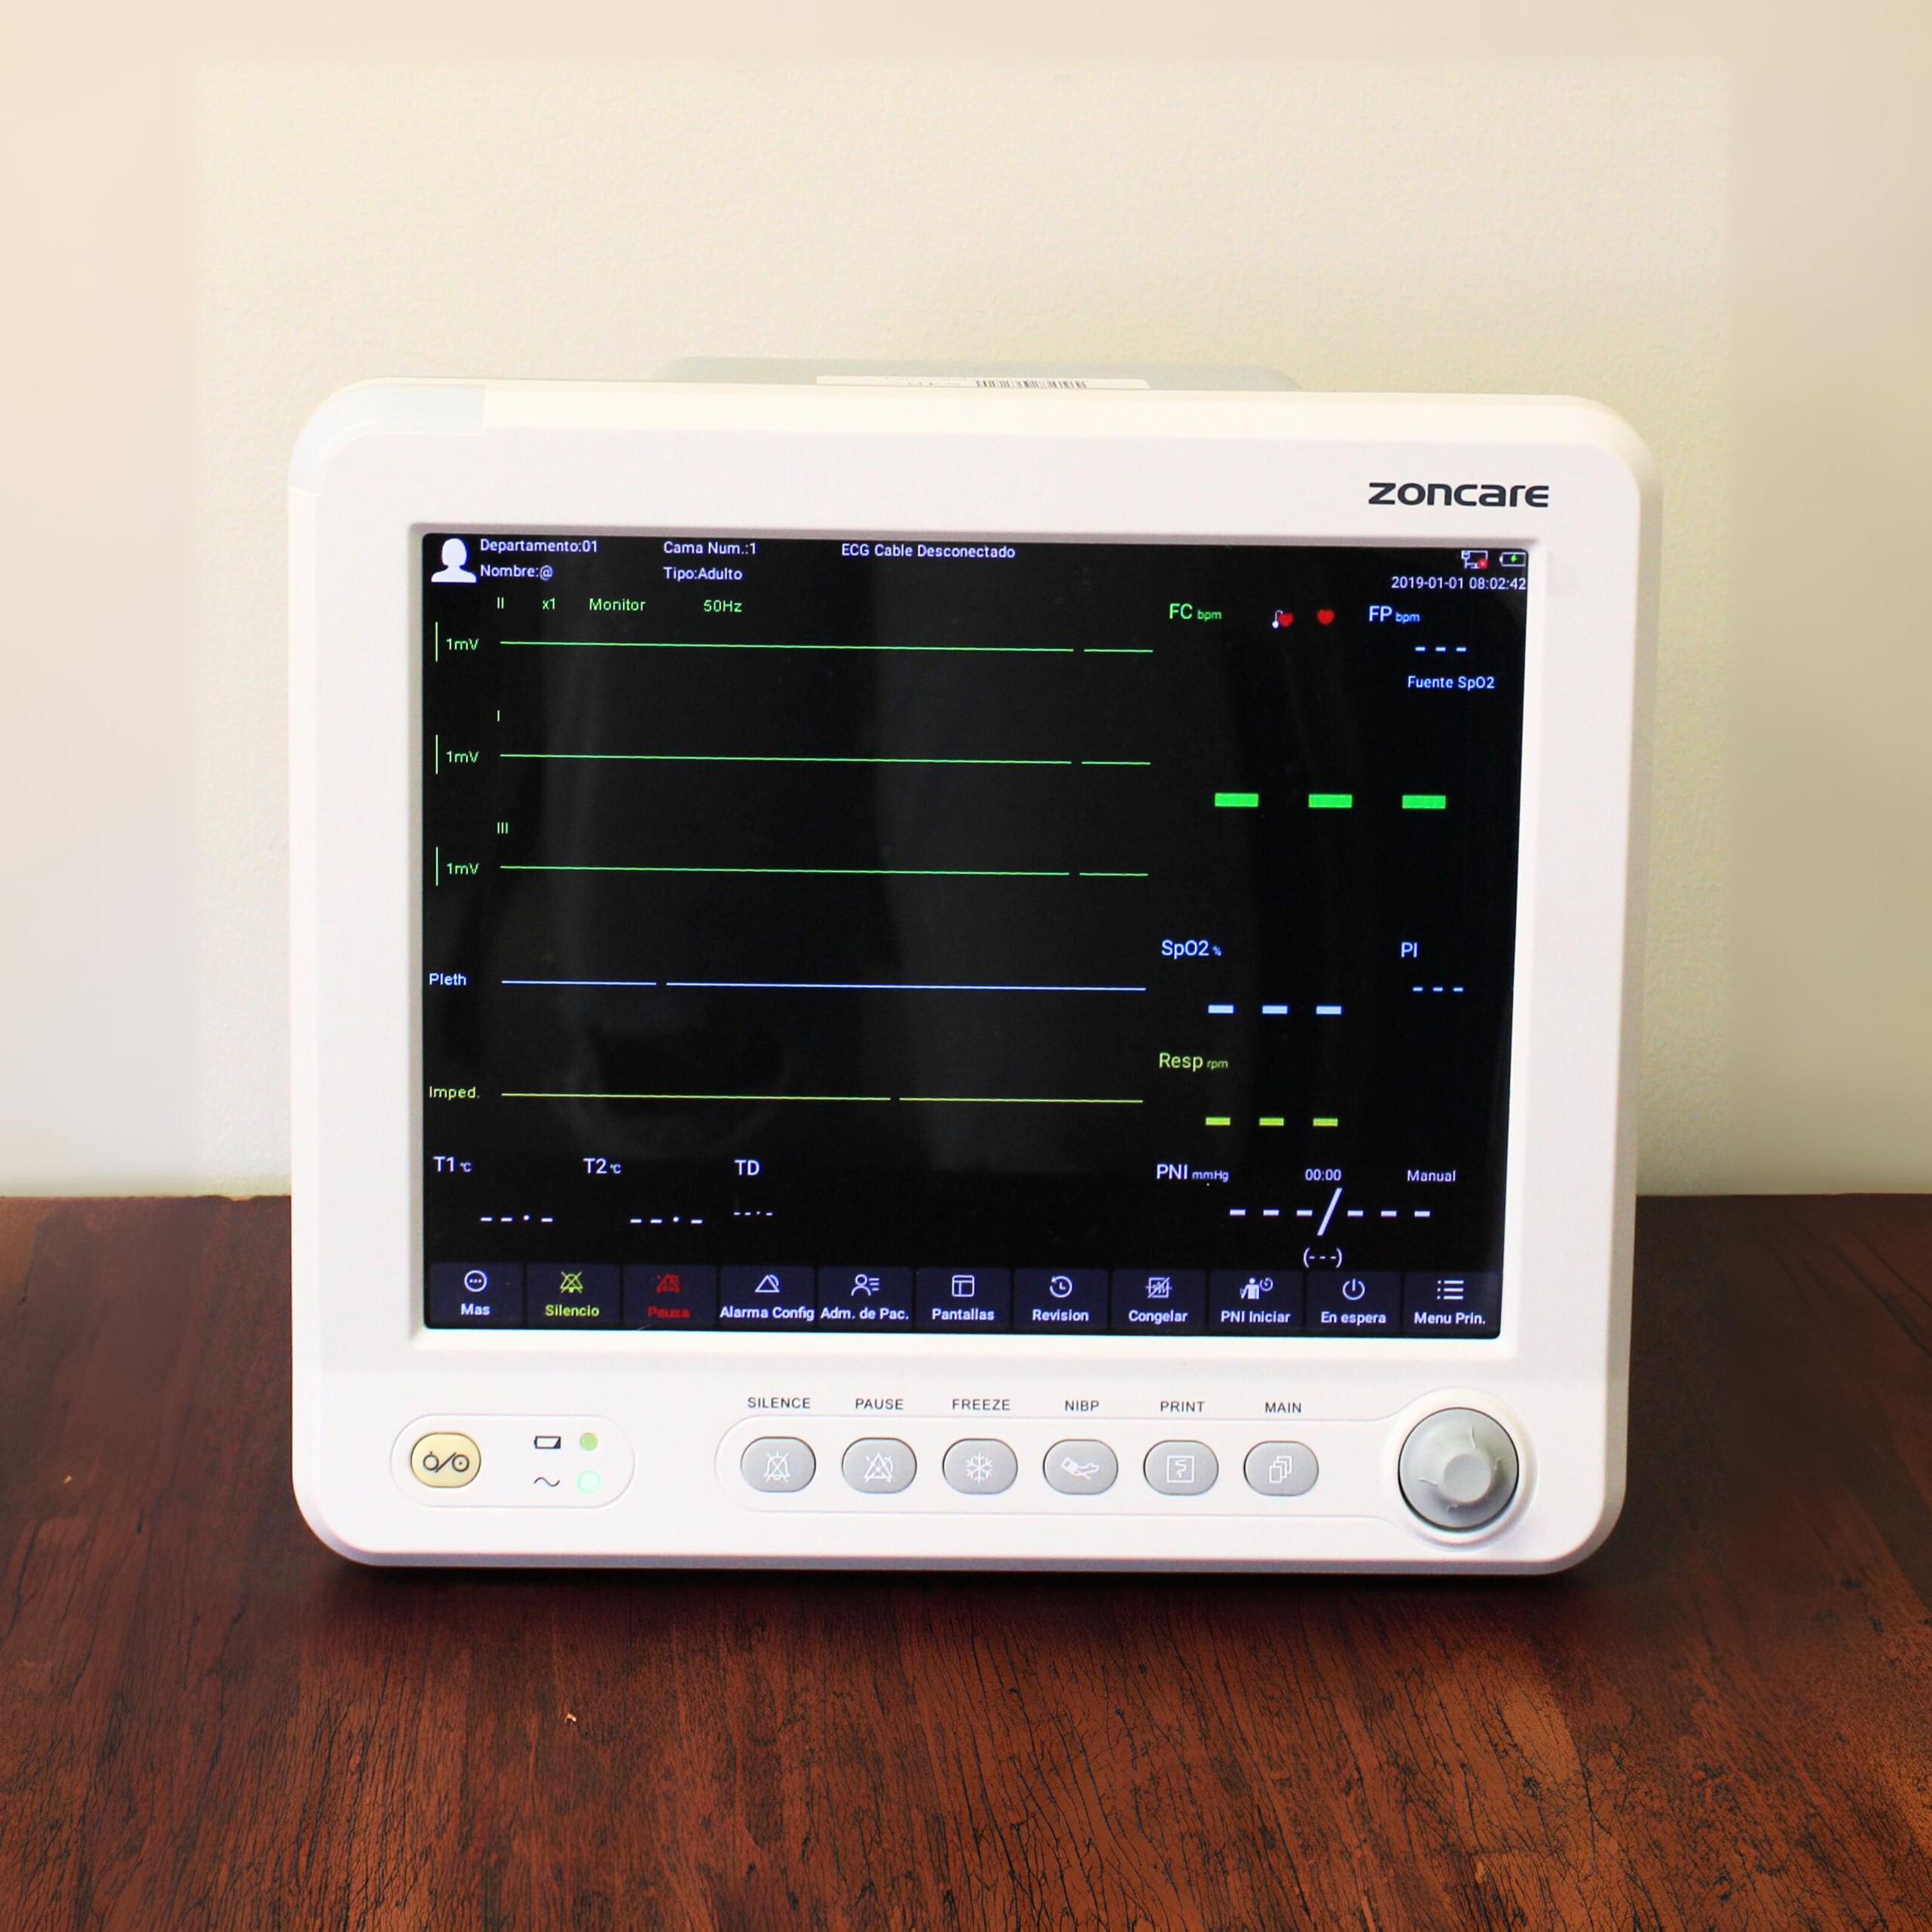 zoncare
Departamento:01 Cama Num.:1 ECG Cable Desconectado
Nombre:@ Tipo:Adulto
2019-01-01 08:02:42
II x1 Monitor 50Hz
FC bpm FP bpm
1mV
- - -
Fuente SpO2
I
1mV
- - -
III
1mV
SpO2 % PI
Pleth
- - - - - -
Resp rpm
Imped.
- - -
T1 °C T2 °C TD PNI mmHg 00:00 Manual
- - . - - - . - - - . - - - -/- - -
(---)
Mas Silencio Pausa Alarma Config Adm. de Pac. Pantallas Revision Congelar PNI Iniciar En espera Menu Prin.
SILENCE PAUSE FREEZE NIBP PRINT MAIN